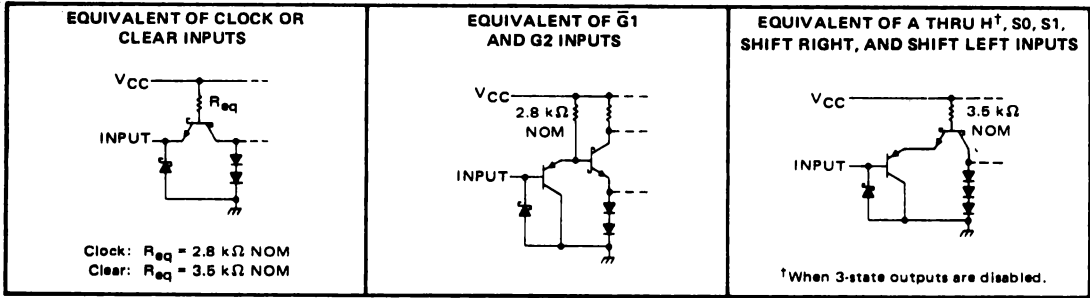 EQUIVALENT OF CLOCK OR
CLEAR INPUTS
VCC
Req
INPUT
Clock: Req = 2.8 kΩ NOM
Clear: Req = 3.5 kΩ NOM
EQUIVALENT OF G̅1
AND G2 INPUTS
VCC
2.8 kΩ
NOM
INPUT
EQUIVALENT OF A THRU H†, S0, S1,
SHIFT RIGHT, AND SHIFT LEFT INPUTS
VCC
3.5 kΩ
NOM
INPUT
†When 3-state outputs are disabled.